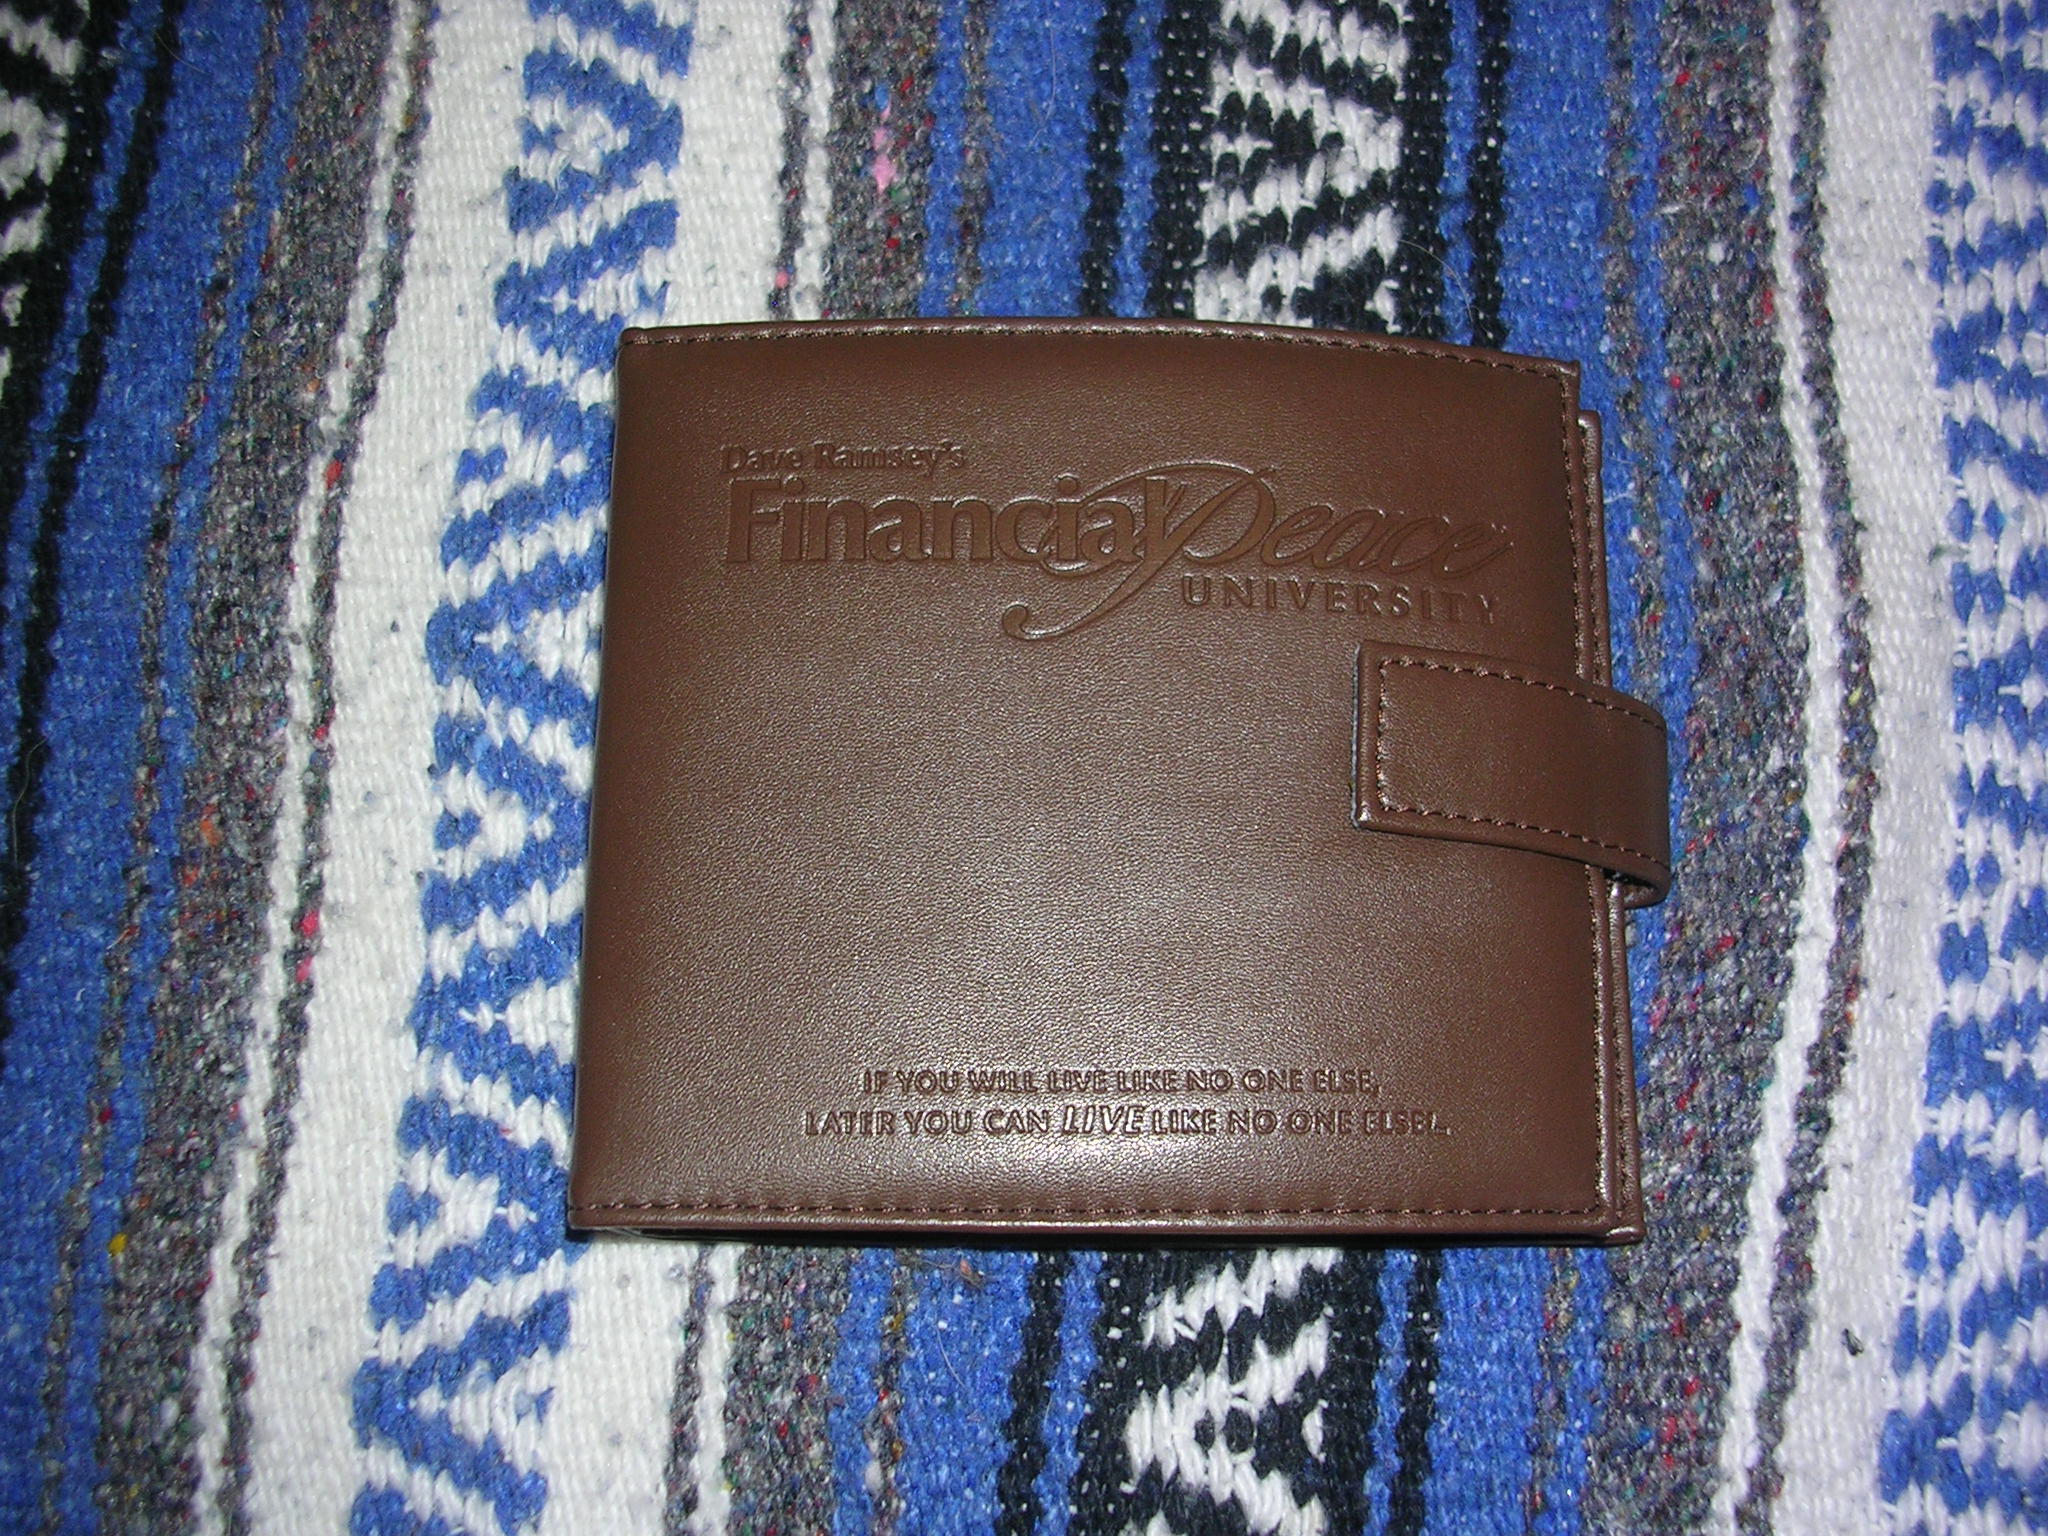 Dave Ramsey's
Financial Peace
UNIVERSITY
IF YOU WILL LIVE LIKE NO ONE ELSE,
LATER YOU CAN LIVE LIKE NO ONE ELSE!...